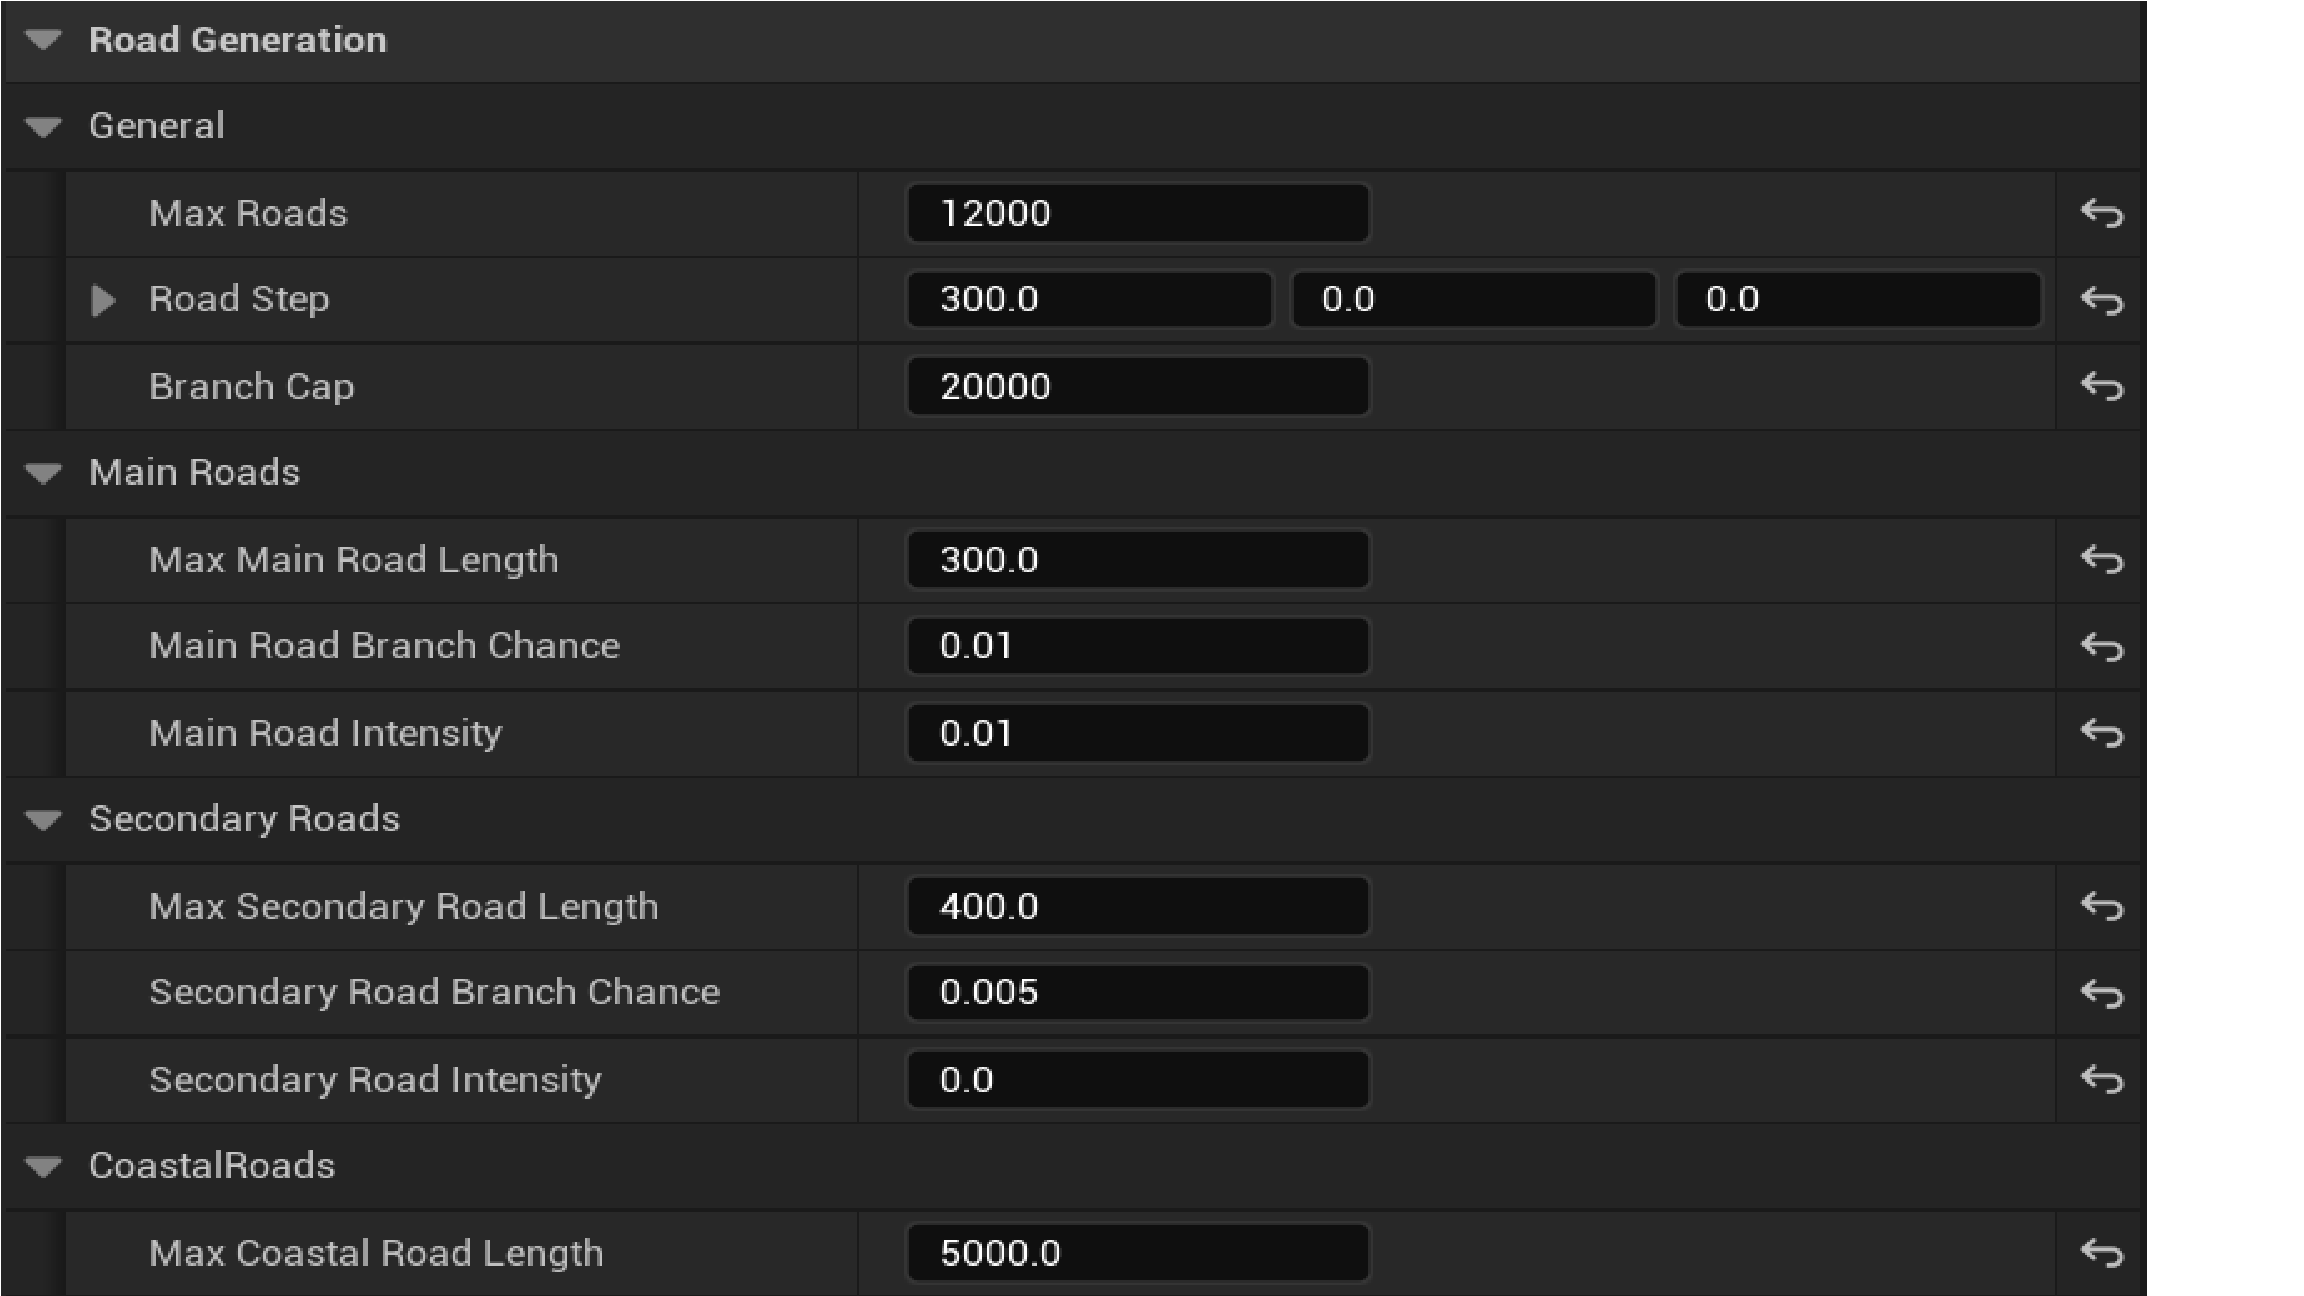 Road Generation
General
Max Roads 12000
Road Step 300.0 0.0 0.0
Branch Cap 20000
Main Roads
Max Main Road Length 300.0
Main Road Branch Chance 0.01
Main Road Intensity 0.01
Secondary Roads
Max Secondary Road Length 400.0
Secondary Road Branch Chance 0.005
Secondary Road Intensity 0.0
CoastalRoads
Max Coastal Road Length 5000.0